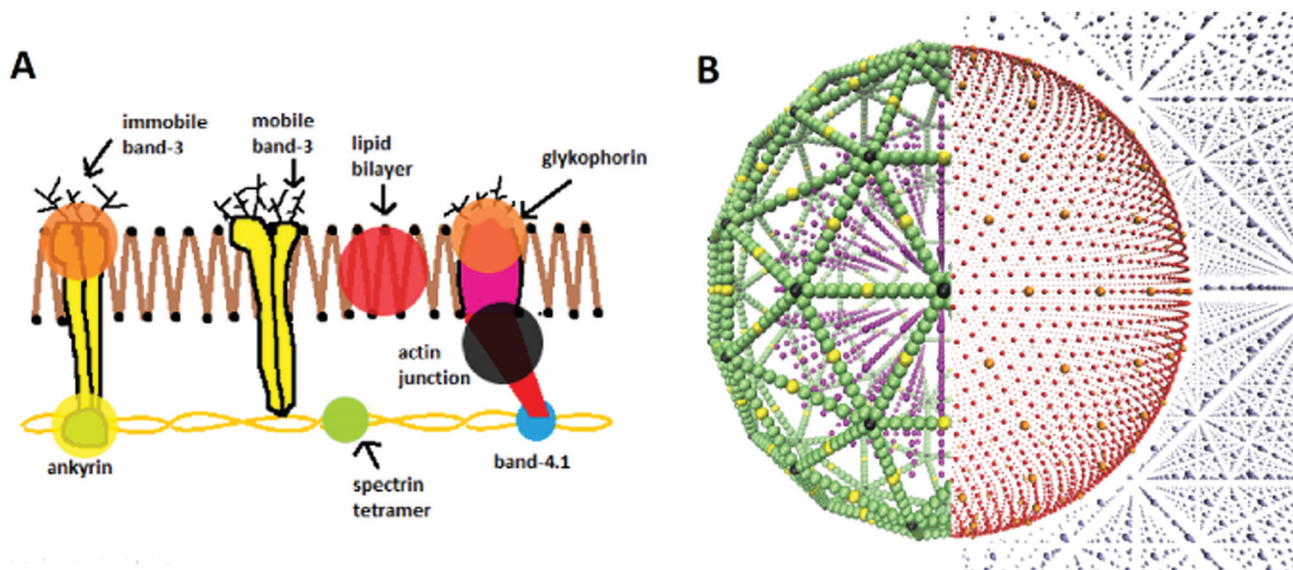 A
B
immobile
band-3
mobile
band-3
lipid
bilayer
glykophorin
actin
junction
ankyrin
band-4.1
spectrin
tetramer